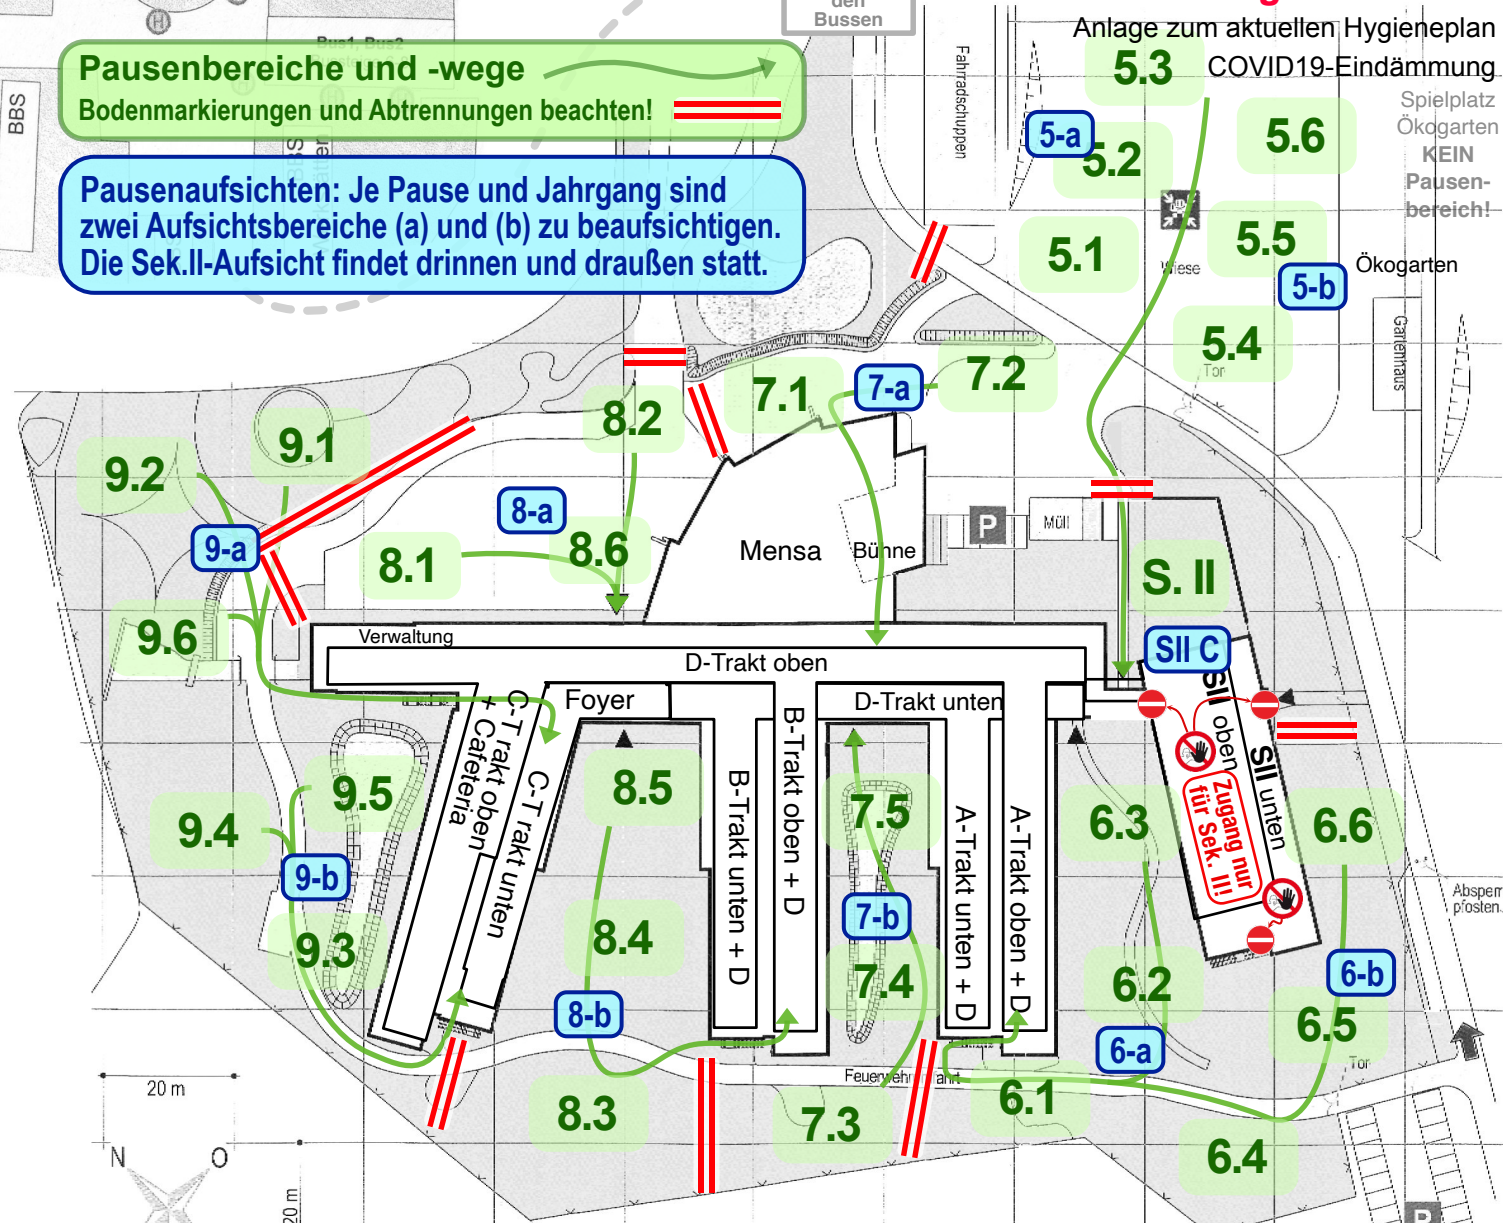 den
Bussen
Anlage zum aktuellen Hygieneplan
COVID19-Eindämmung
Bus1, Bus2
Pausenbereiche und -wege
Bodenmarkierungen und Abtrennungen beachten!
BBS
BBS
Pausenaufsichten: Je Pause und Jahrgang sind
zwei Aufsichtsbereiche (a) und (b) zu beaufsichtigen.
Die Sek.II-Aufsicht findet drinnen und draußen statt.
Fahrradschuppen
Spielplatz
Ökogarten
KEIN
Pausen-
bereich!
5.3
5-a
5.2
5.6
5.1
5.5
Wiese
5-b
Ökogarten
5.4
Tor
Gartenhaus
7.1
7-a
7.2
8.2
9.1
9.2
8-a
9-a
8.1
8.6
Mensa
Bühne
P
Müll
S. II
9.6
Verwaltung
D-Trakt oben
SII C
Foyer
D-Trakt unten
C-Trakt oben
+ Cafeteria
C-Trakt unten
B-Trakt unten + D
B-Trakt oben + D
A-Trakt unten + D
A-Trakt oben + D
SII oben
SII unten
Zugang nur
für Sek. II!
9.5
8.5
7.5
6.3
6.6
9.4
9-b
9.3
8.4
7-b
7.4
6.2
6-b
Absperr
pfosten
8-b
6-a
6.5
Tor
Feuerwehrzufahrt
8.3
7.3
6.1
6.4
20 m
N
O
20 m
P